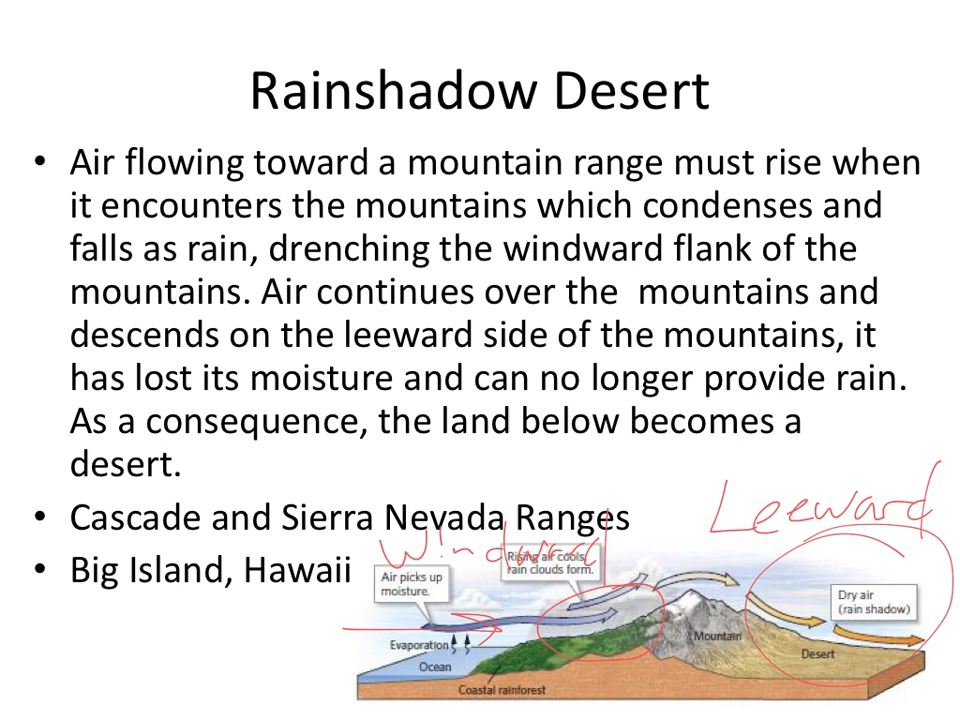 Rainshadow Desert
• Air flowing toward a mountain range must rise when
it encounters the mountains which condenses and
falls as rain, drenching the windward flank of the
mountains. Air continues over the mountains and
descends on the leeward side of the mountains, it
has lost its moisture and can no longer provide rain.
As a consequence, the land below becomes a
desert.
• Cascade and Sierra Nevada Ranges
• Big Island, Hawaii
Leeward
Windward
Rising air cools,
rain clouds form.
Air picks up
moisture.
Dry air
(rain shadow)
Evaporation
Mountain
Desert
Ocean
Coastal rainforest